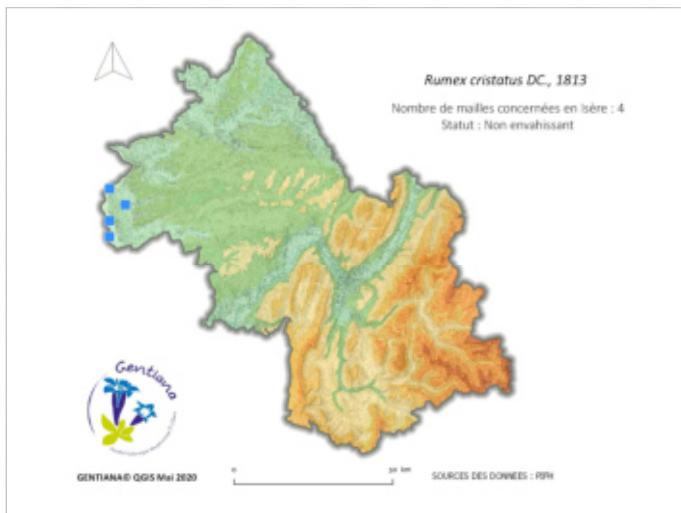 Rumex cristatus DC., 1813
Nombre de mailles concernées en Isère : 4
Statut : Non envahissant
Gentiana
0 km
GENTIANA© QGIS Mai 2020
SOURCES DES DONNEES : PIFH